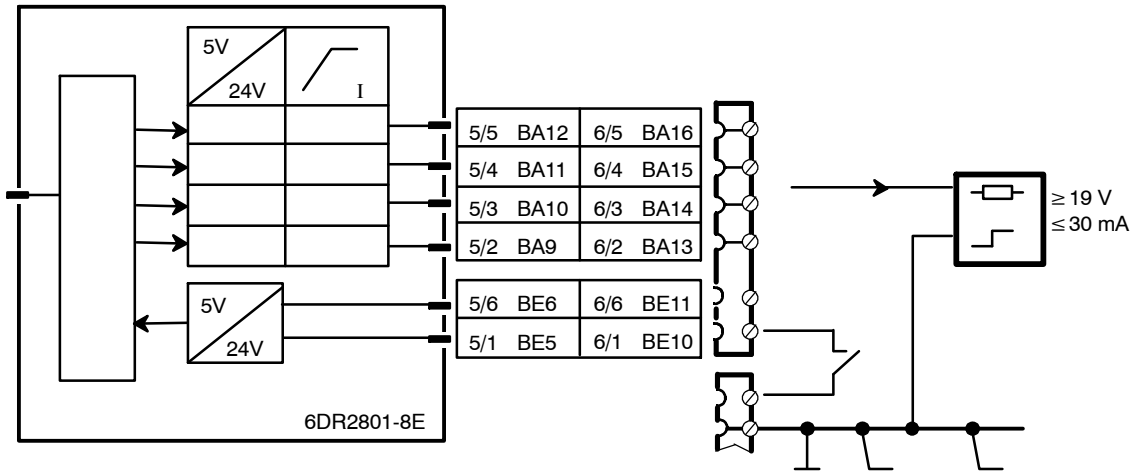 5V
24V I
5/5 BA12 6/5 BA16
5/4 BA11 6/4 BA15
5/3 BA10 6/3 BA14
5/2 BA9 6/2 BA13
≥ 19 V
≤ 30 mA
5V
24V
5/6 BE6 6/6 BE11
5/1 BE5 6/1 BE10
6DR2801-8E